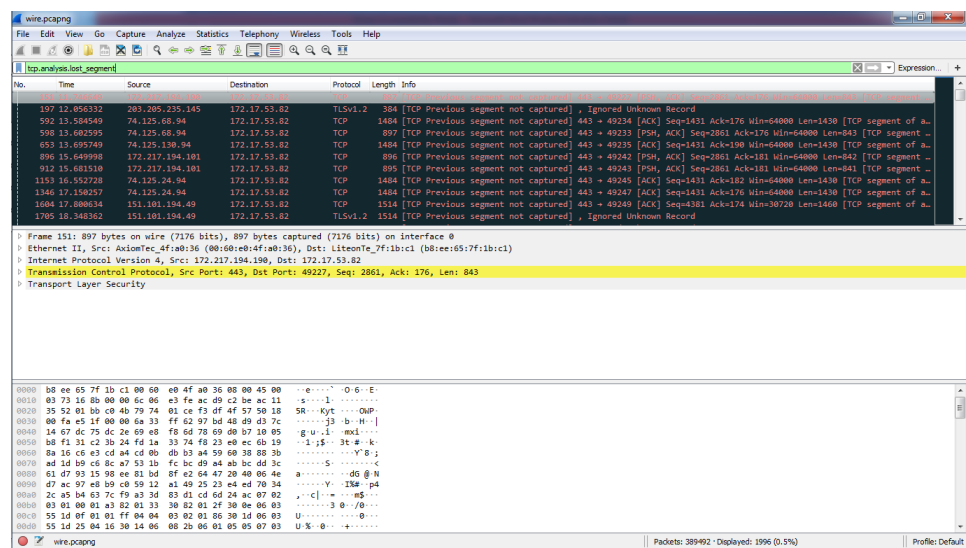 wire.pcapng
File Edit View Go Capture Analyze Statistics Telephony Wireless Tools Help
tcp.analysis.lost_segment
Expression... +
No. Time Source Destination Protocol Length Info
197 12.056332 203.205.235.145 172.17.53.82 TLSv1.2 384 [TCP Previous segment not captured] , Ignored Unknown Record
592 13.584549 74.125.68.94 172.17.53.82 TCP 1484 [TCP Previous segment not captured] 443 → 49234 [ACK] Seq=1431 Ack=176 Win=64000 Len=1430 [TCP segment of a…
598 13.602595 74.125.68.94 172.17.53.82 TCP 897 [TCP Previous segment not captured] 443 → 49233 [PSH, ACK] Seq=2861 Ack=176 Win=64000 Len=843 [TCP segment …
653 13.695749 74.125.130.94 172.17.53.82 TCP 1484 [TCP Previous segment not captured] 443 → 49235 [ACK] Seq=1431 Ack=190 Win=64000 Len=1430 [TCP segment of a…
896 15.649998 172.217.194.101 172.17.53.82 TCP 896 [TCP Previous segment not captured] 443 → 49242 [PSH, ACK] Seq=2861 Ack=181 Win=64000 Len=842 [TCP segment …
912 15.681510 172.217.194.101 172.17.53.82 TCP 895 [TCP Previous segment not captured] 443 → 49243 [PSH, ACK] Seq=2861 Ack=181 Win=64000 Len=841 [TCP segment …
1153 16.552728 74.125.24.94 172.17.53.82 TCP 1484 [TCP Previous segment not captured] 443 → 49245 [ACK] Seq=1431 Ack=182 Win=64000 Len=1430 [TCP segment of a…
1346 17.150257 74.125.24.94 172.17.53.82 TCP 1484 [TCP Previous segment not captured] 443 → 49247 [ACK] Seq=1431 Ack=176 Win=64000 Len=1430 [TCP segment of a…
1604 17.800634 151.101.194.49 172.17.53.82 TCP 1514 [TCP Previous segment not captured] 443 → 49249 [ACK] Seq=4381 Ack=174 Win=30720 Len=1460 [TCP segment of a…
1705 18.348362 151.101.194.49 172.17.53.82 TLSv1.2 1514 [TCP Previous segment not captured] , Ignored Unknown Record
Frame 151: 897 bytes on wire (7176 bits), 897 bytes captured (7176 bits) on interface 0
Ethernet II, Src: AxiomTec_4f:a0:36 (00:60:e0:4f:a0:36), Dst: LiteonTe_7f:1b:c1 (b8:ee:65:7f:1b:c1)
Internet Protocol Version 4, Src: 172.217.194.190, Dst: 172.17.53.82
Transmission Control Protocol, Src Port: 443, Dst Port: 49227, Seq: 2861, Ack: 176, Len: 843
Transport Layer Security
0000 b8 ee 65 7f 1b c1 00 60 e0 4f a0 36 08 00 45 00 ··e····` ·O·6··E·
0010 03 73 16 8b 00 00 6c 06 e3 fe ac d9 c2 be ac 11 ·s····l· ········
0020 35 52 01 bb c0 4b 79 74 01 ce f3 df 4f 57 50 18 5R···Kyt ····OWP·
0030 00 fa e5 1f 00 00 6a 33 ff 62 97 bd 48 d9 d3 7c ······j3 ·b··H··|
0040 14 67 dc 75 dc 2e 69 e8 f8 6d 78 69 d0 b7 10 05 ·g·u·.i· ·mxi····
0050 b8 f1 31 c2 3b 24 fd 1a 33 74 f8 23 e0 ec 6b 19 ··1·;$·· 3t·#··k·
0060 8a 16 c6 e3 cd a4 cd 0b db b3 a4 59 60 38 88 3b ········ ···Y`8·;
0070 ad 1d b9 c6 8c a7 53 1b fc bc d9 a4 ab bc dd 3c ······S· ·······<
0080 61 d7 93 15 98 ee 81 bd 8f e2 64 47 20 40 06 4e a······· ··dG @·N
0090 d7 ac 97 e8 b9 c0 59 12 a1 49 25 23 e4 ed 70 34 ······Y· ·I%#··p4
00a0 2c a5 b4 63 7c f9 a3 3d 83 d1 cd 6d 24 ac 07 02 ,··c|··= ···m$···
00b0 03 01 00 01 a3 82 01 33 30 82 01 2f 30 0e 06 03 ·······3 0··/0···
00c0 55 1d 0f 01 01 ff 04 04 03 02 01 86 30 1d 06 03 U······· ····0···
00d0 55 1d 25 04 16 30 14 06 08 2b 06 01 05 05 07 03 U·%··0·· ·+······
wire.pcapng
Packets: 389492 · Displayed: 1996 (0.5%)
Profile: Default